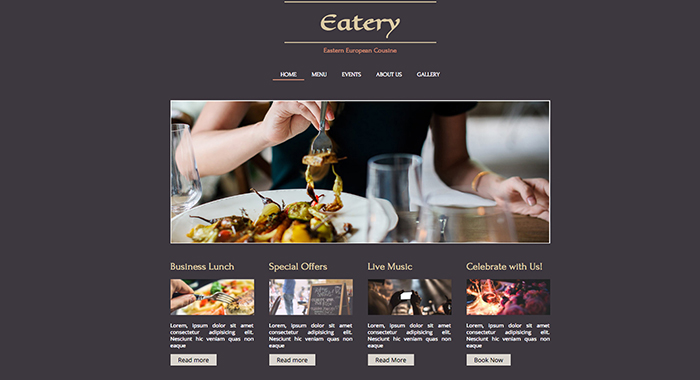 Eatery
Eastern European Cousine
HOME MENU EVENTS ABOUT US GALLERY
Business Lunch
Lorem, ipsum dolor sit amet
consectetur adipisicing elit.
Nesciunt hic veniam quas non
eaque
Read more
Special Offers
Lorem, ipsum dolor sit amet
consectetur adipisicing elit.
Nesciunt hic veniam quas non
eaque
Read more
Live Music
Lorem, ipsum dolor sit amet
consectetur adipisicing elit.
Nesciunt hic veniam quas non
eaque
Read More
Celebrate with Us!
Lorem, ipsum dolor sit amet
consectetur adipisicing elit.
Nesciunt hic veniam quas non
eaque
Book Now